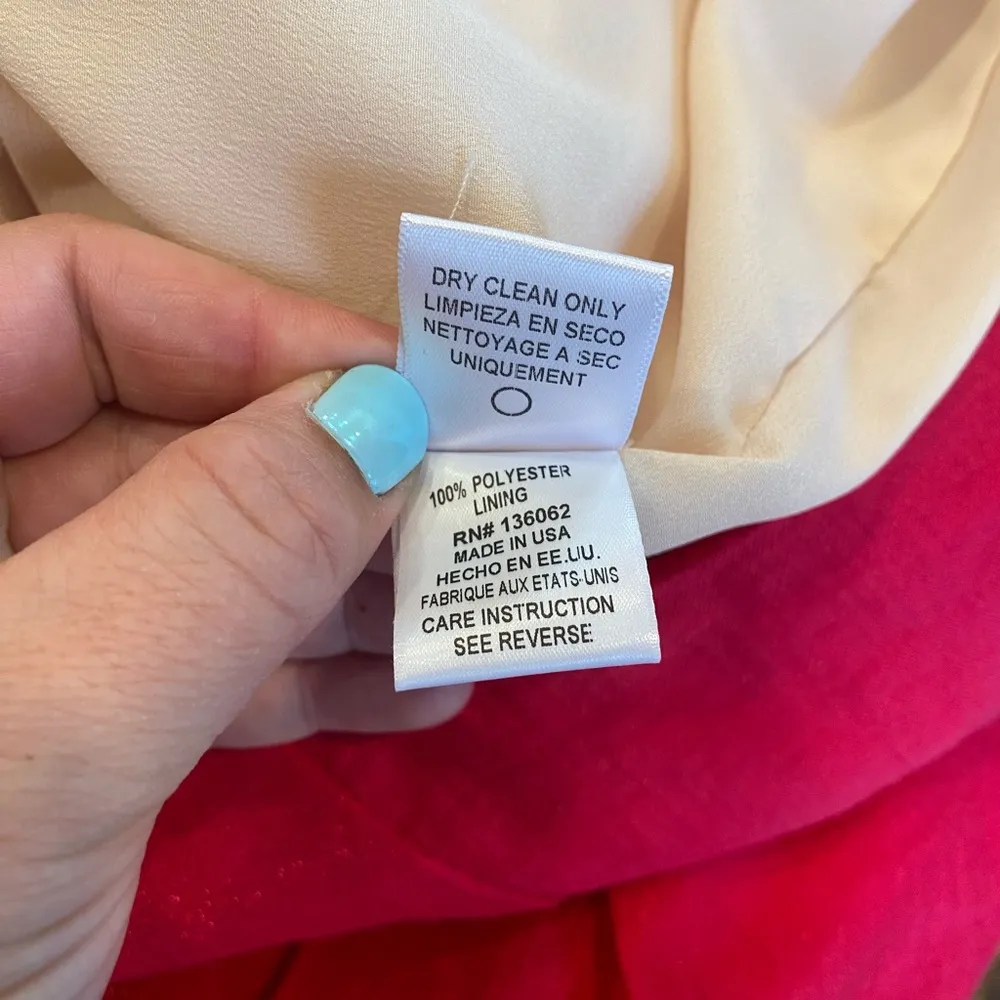 DRY CLEAN ONLY
LIMPIEZA EN SECO
NETTOYAGE A SEC
UNIQUEMENT
100% POLYESTER
LINING
RN# 136062
MADE IN USA
HECHO EN EE.UU.
FABRIQUE AUX ETATS-UNIS
CARE INSTRUCTION
SEE REVERSE